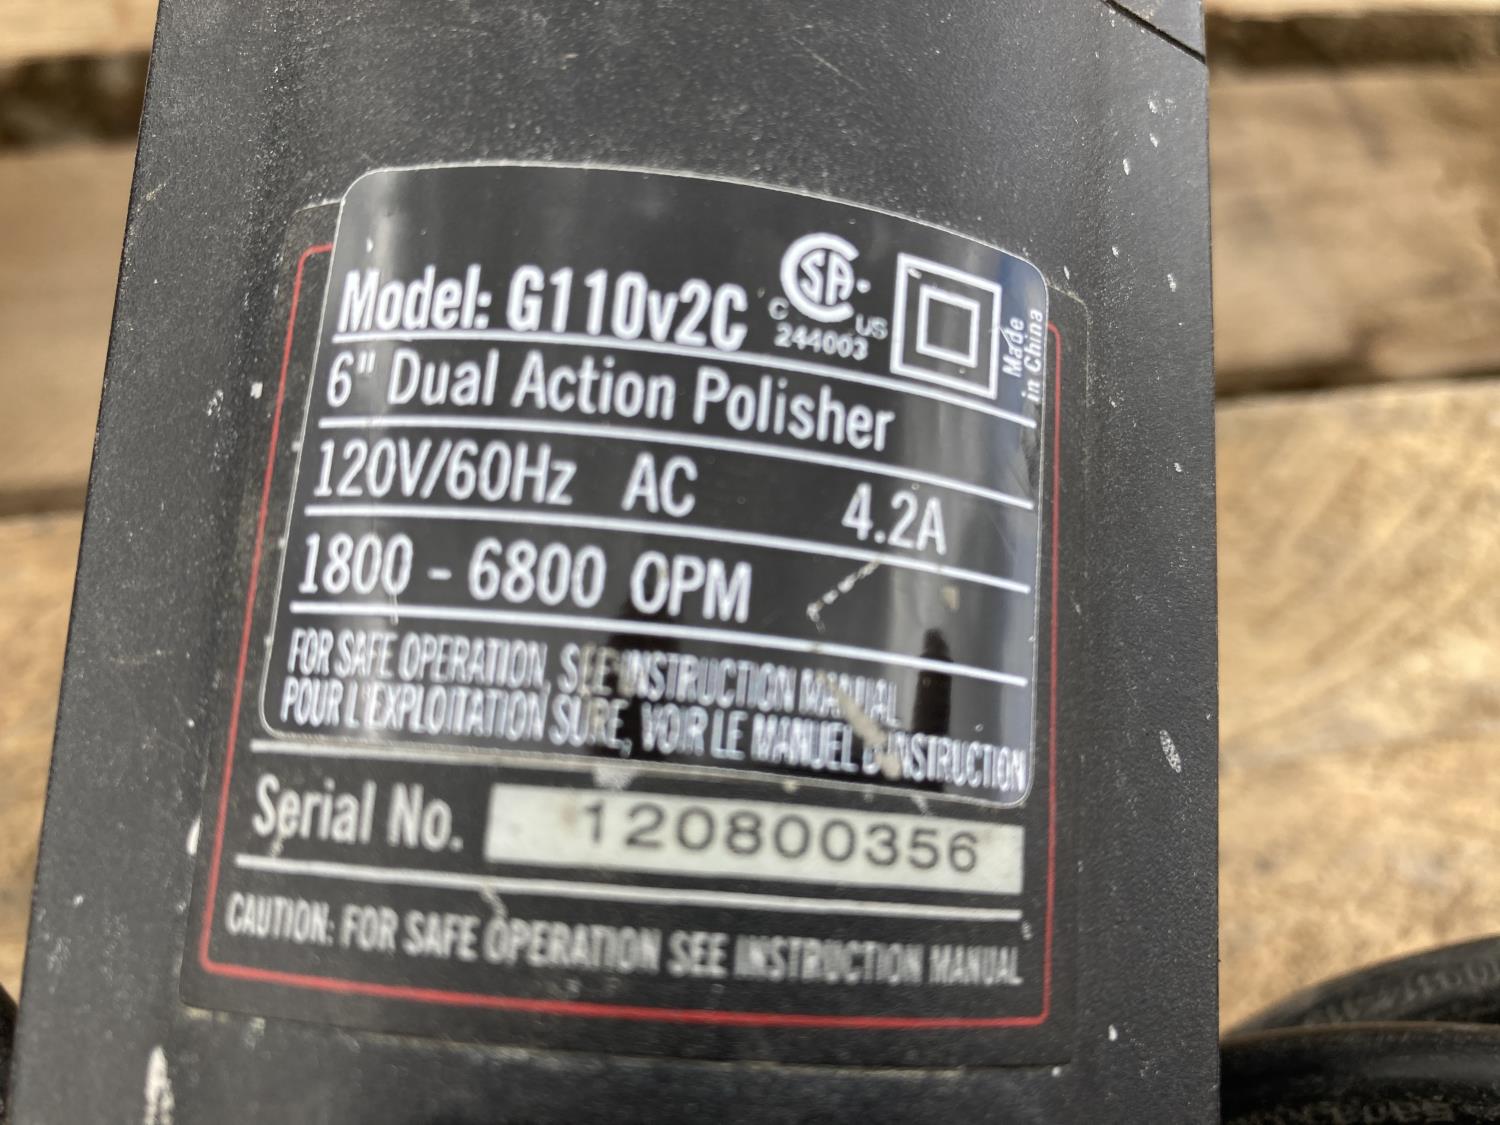 Model: G110v2C
CSA
C US
244003
Made
in China
6" Dual Action Polisher
120V/60Hz AC 4.2A
1800 - 6800 OPM
FOR SAFE OPERATION, SEE INSTRUCTION MANUAL
POUR L'EXPLOITATION SURE, VOIR LE MANUEL D'INSTRUCTION
Serial No. 120800356
CAUTION: FOR SAFE OPERATION SEE INSTRUCTION MANUAL